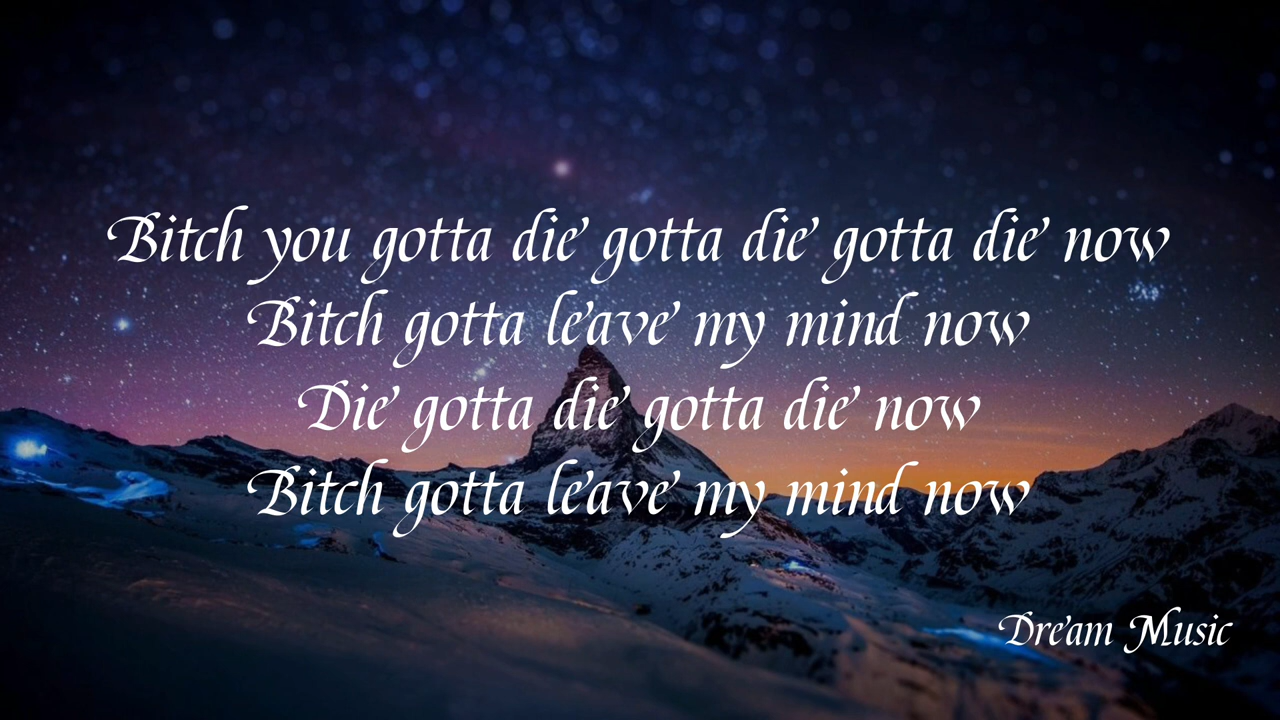 Bitch you gotta die gotta die gotta die now
Bitch gotta leave my mind now
Die gotta die gotta die now
Bitch gotta leave my mind now
Dream Music